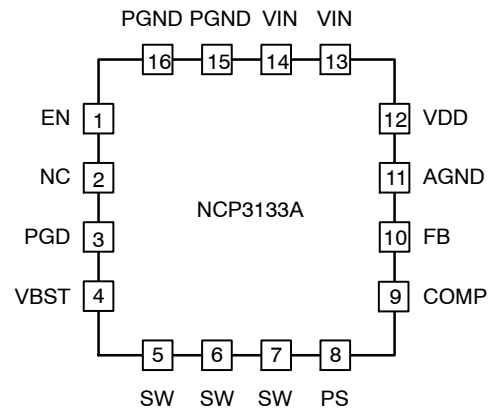 PGND PGND VIN VIN
16 15 14 13
EN 1 12 VDD
NC 2 11 AGND
NCP3133A
PGD 3 10 FB
VBST 4 9 COMP
5 6 7 8
SW SW SW PS